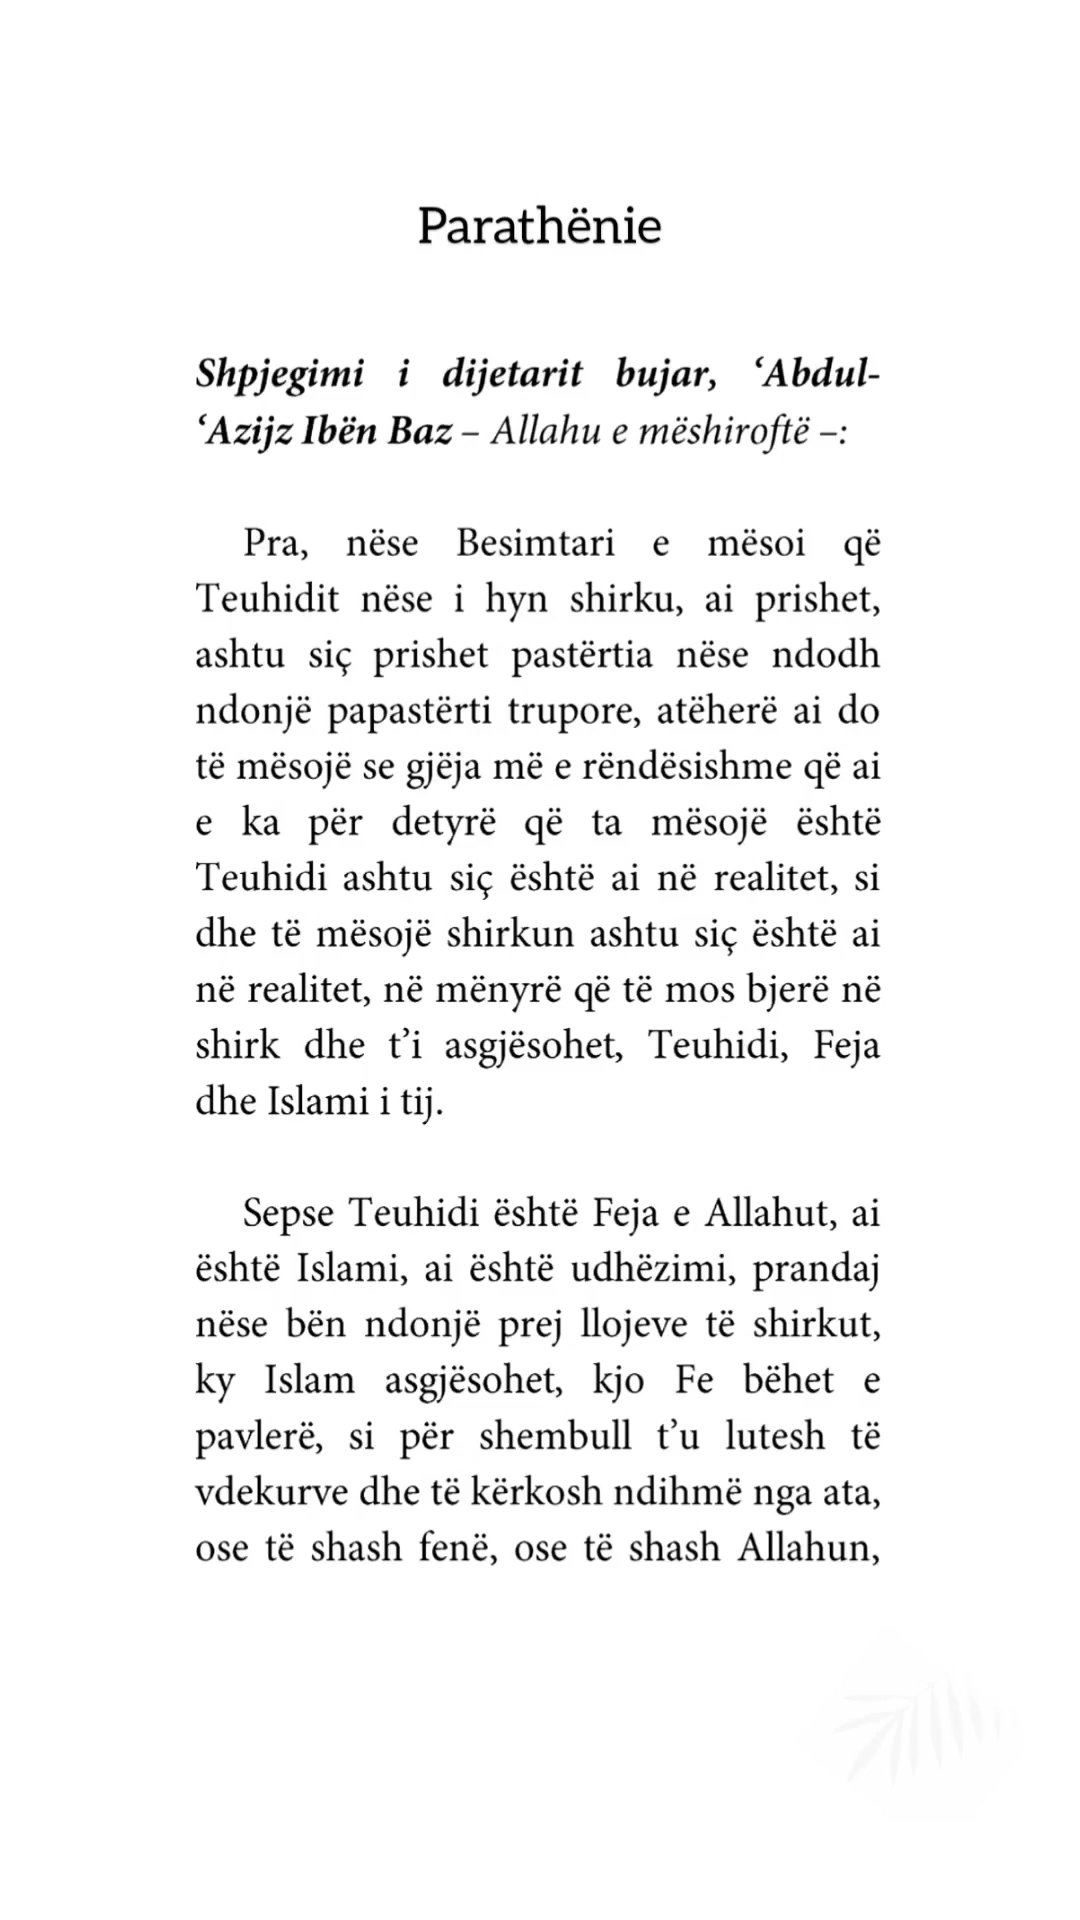 Parathënie
Shpjegimi i dijetarit bujar, ‘Abdul-
‘Azijz Ibën Baz – Allahu e mëshiroftë –:
Pra, nëse Besimtari e mësoi që
Teuhidit nëse i hyn shirku, ai prishet,
ashtu siç prishet pastërtia nëse ndodh
ndonjë papastërti trupore, atëherë ai do
të mësojë se gjëja më e rëndësishme që ai
e ka për detyrë që ta mësojë është
Teuhidi ashtu siç është ai në realitet, si
dhe të mësojë shirkun ashtu siç është ai
në realitet, në mënyrë që të mos bjerë në
shirk dhe t’i asgjësohet, Teuhidi, Feja
dhe Islami i tij.
Sepse Teuhidi është Feja e Allahut, ai
është Islami, ai është udhëzimi, prandaj
nëse bën ndonjë prej llojeve të shirkut,
ky Islam asgjësohet, kjo Fe bëhet e
pavlerë, si për shembull t’u lutesh të
vdekurve dhe të kërkosh ndihmë nga ata,
ose të shash fenë, ose të shash Allahun,